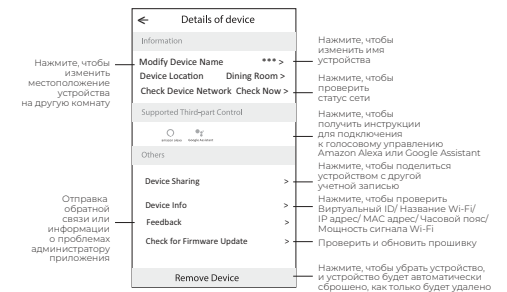 Details of device
Information
Modify Device Name *** >
Device Location Dining Room >
Check Device Network Check Now >
Supported Third-part Control
Amazon Alexa Google Assistant
Others
Device Sharing >
Device Info >
Feedback >
Check for Firmware Update >
Remove Device
Нажмите, чтобы
изменить
местоположение
устройства
на другую комнату
Отправка
обратной
связи или
информации
о проблемах
администратору
приложения
Нажмите, чтобы
изменить имя
устройства
Нажмите, чтобы
проверить
статус сети
Нажмите, чтобы
получить инструкции
для подключения
к голосовому управлению
Amazon Alexa или Google Assistant
Нажмите, чтобы поделиться
устройством с другой
учетной записью
Нажмите, чтобы проверить
Виртуальный ID/ Название Wi-Fi/
IP адрес/ MAC адрес/ Часовой пояс/
Мощность сигнала Wi-Fi
Проверить и обновить прошивку
Нажмите, чтобы убрать устройство,
и устройство будет автоматически
сброшено, как только будет удалено